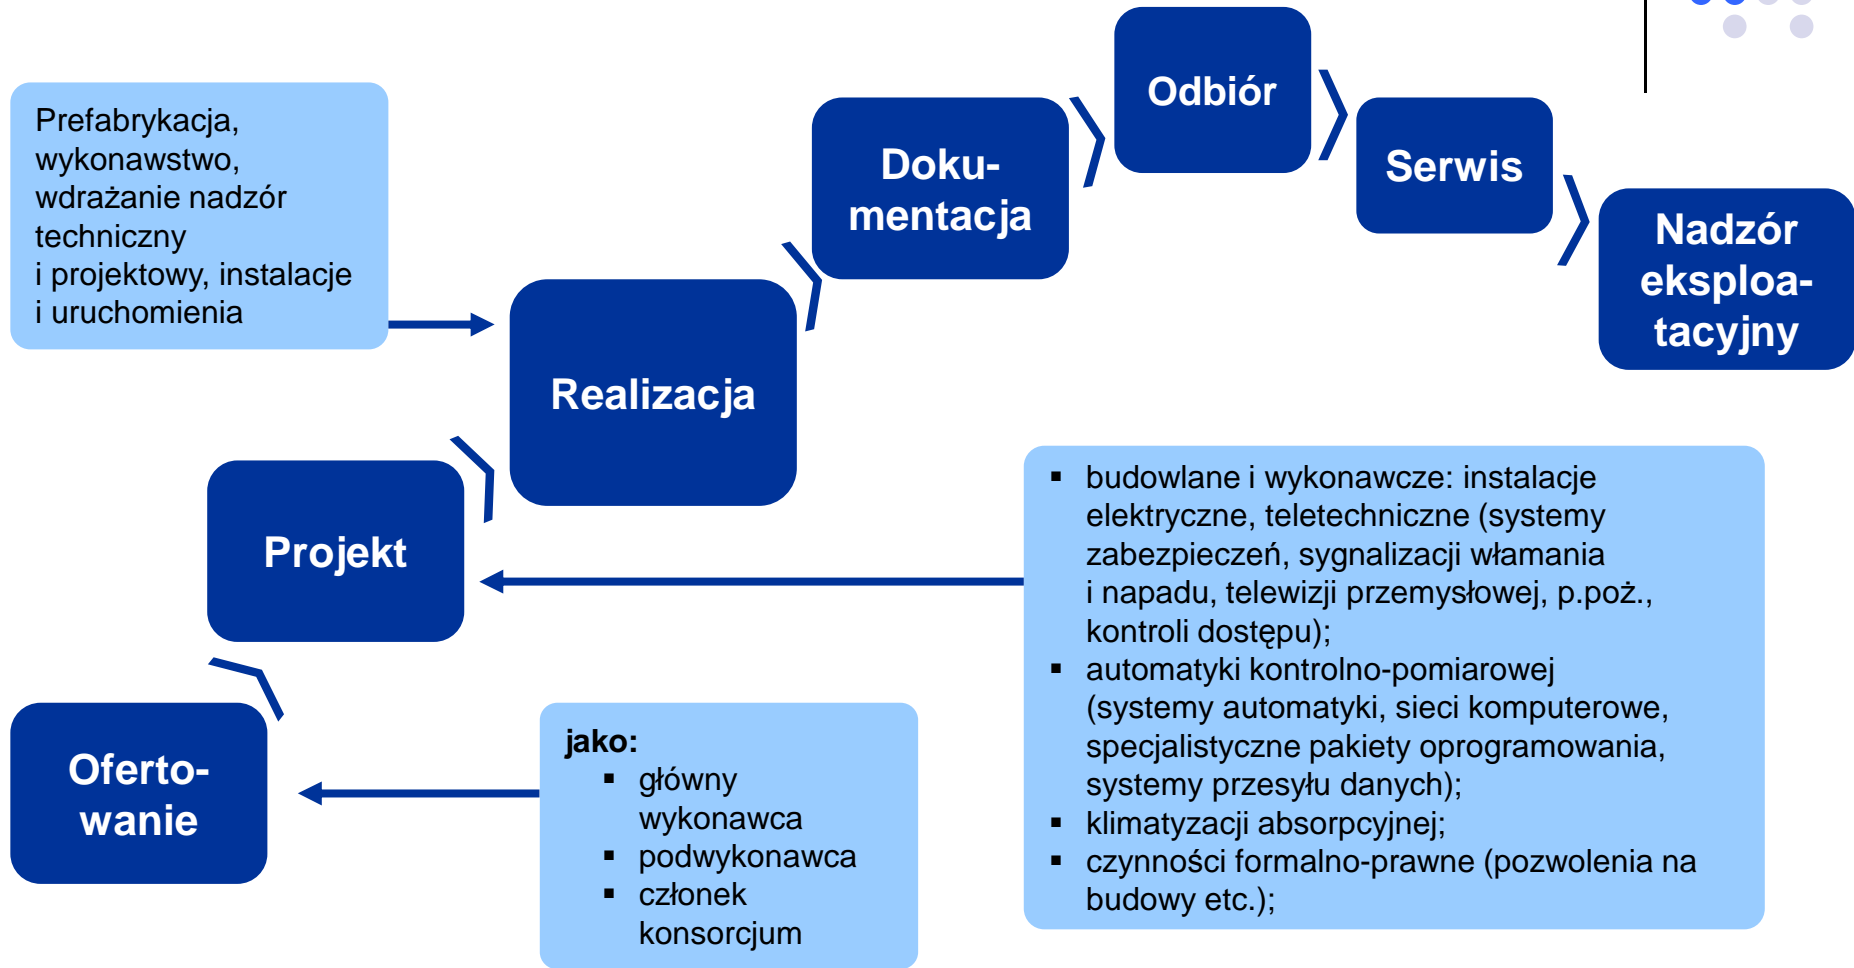 Prefabrykacja,
wykonawstwo,
wdrażanie nadzór
techniczny
i projektowy, instalacje
i uruchomienia
Oferto-
wanie
Projekt
Realizacja
Doku-
mentacja
Odbiór
Serwis
Nadzór
eksploa-
tacyjny
jako:
▪ główny
wykonawca
▪ podwykonawca
▪ członek
konsorcjum
▪ budowlane i wykonawcze: instalacje
elektryczne, teletechniczne (systemy
zabezpieczeń, sygnalizacji włamania
i napadu, telewizji przemysłowej, p.poż.,
kontroli dostępu);
▪ automatyki kontrolno-pomiarowej
(systemy automatyki, sieci komputerowe,
specjalistyczne pakiety oprogramowania,
systemy przesyłu danych);
▪ klimatyzacji absorpcyjnej;
▪ czynności formalno-prawne (pozwolenia na
budowy etc.);